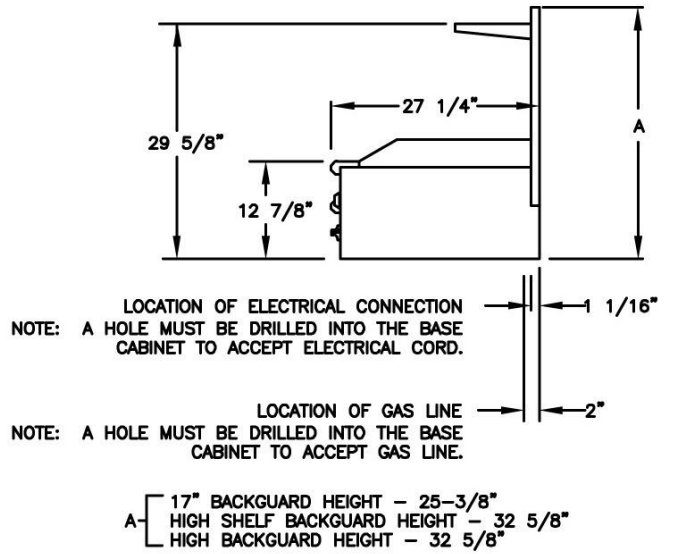 27 1/4"
29 5/8"
A
12 7/8"
LOCATION OF ELECTRICAL CONNECTION
1 1/16"
NOTE: A HOLE MUST BE DRILLED INTO THE BASE
CABINET TO ACCEPT ELECTRICAL CORD.
LOCATION OF GAS LINE
2"
NOTE: A HOLE MUST BE DRILLED INTO THE BASE
CABINET TO ACCEPT GAS LINE.
17" BACKGUARD HEIGHT - 25-3/8"
A- HIGH SHELF BACKGUARD HEIGHT - 32 5/8"
HIGH BACKGUARD HEIGHT - 32 5/8"